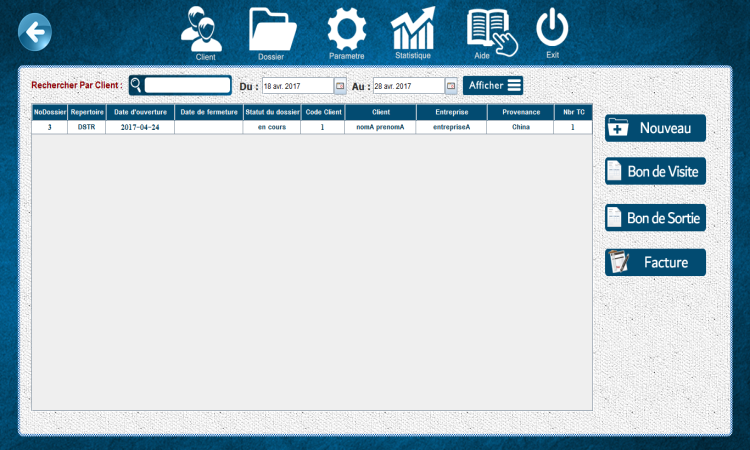 Client Dossier Parametre Statistique Aide Exit
Rechercher Par Client : Du : 18 avr. 2017 Au : 28 avr. 2017 Afficher
NoDossier Repertoire Date d'ouverture Date de fermeture Statut du dossier Code Client Client Entreprise Provenance Nbr TC
3 DSTR 2017-04-24 en cours 1 nomA prenomA entrepriseA China 1
Nouveau
Bon de Visite
Bon de Sortie
Facture